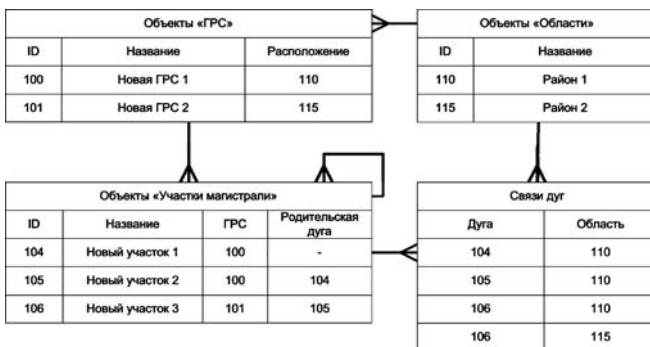 Объекты «ГРС»
ID Название Расположение
100 Новая ГРС 1 110
101 Новая ГРС 2 115
Объекты «Области»
ID Название
110 Район 1
115 Район 2
Объекты «Участки магистрали»
ID Название ГРС Родительская
дуга
104 Новый участок 1 100 -
105 Новый участок 2 100 104
106 Новый участок 3 101 105
Связи дуг
Дуга Область
104 110
105 110
106 110
106 115